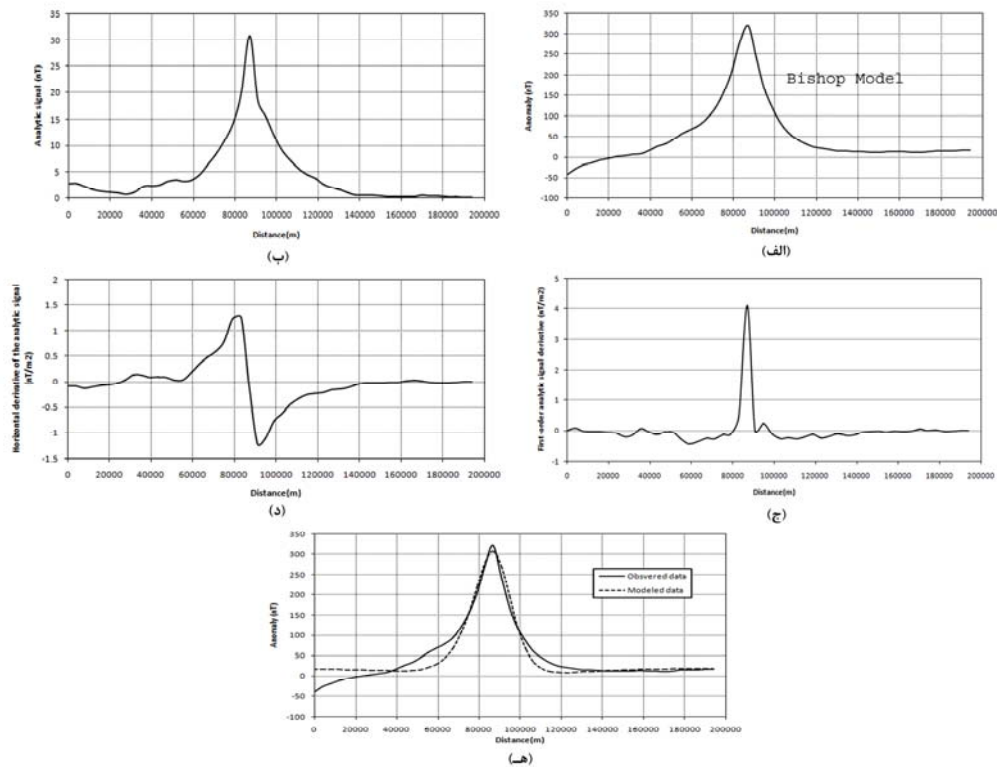 Analytic signal (nT)
35
30
25
20
15
10
5
0
0 20000 40000 60000 80000 100000 120000 140000 160000 180000 200000
Distance(m)
(ب)
Anomaly (nT)
350
300
250
200
150
100
50
0
-50
-100
Bishop Model
0 20000 40000 60000 80000 100000 120000 140000 160000 180000 200000
Distance(m)
(الف)
Horizontal derivative of the analytic signal
(nT/m2)
2
1.5
1
0.5
0
-0.5
-1
-1.5
0 20000 40000 60000 80000 100000 120000 140000 160000 180000 200000
Distance(m)
(د)
First-order analytic signal derivative (nT/m2)
5
4
3
2
1
0
-1
0 20000 40000 60000 80000 100000 120000 140000 160000 180000 200000
Distance(m)
(ج)
Anomaly (nT)
350
300
250
200
150
100
50
0
-50
-100
Obsvered data
Modeled data
0 20000 40000 60000 80000 100000 120000 140000 160000 180000 200000
Distance(m)
(هـ)